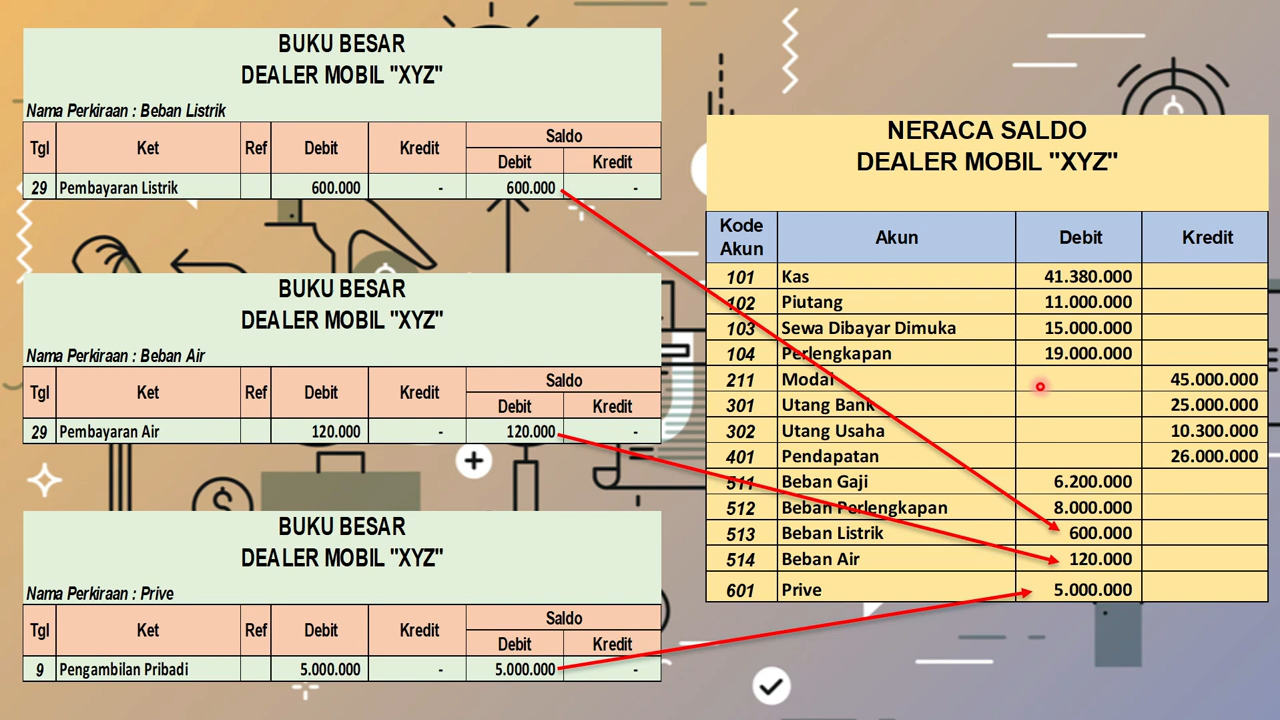 BUKU BESAR
DEALER MOBIL "XYZ"
Nama Perkiraan : Beban Listrik
Tgl Ket Ref Debit Kredit Saldo
Debit Kredit
29 Pembayaran Listrik 600.000 - 600.000 -
BUKU BESAR
DEALER MOBIL "XYZ"
Nama Perkiraan : Beban Air
Tgl Ket Ref Debit Kredit Saldo
Debit Kredit
29 Pembayaran Air 120.000 - 120.000 -
BUKU BESAR
DEALER MOBIL "XYZ"
Nama Perkiraan : Prive
Tgl Ket Ref Debit Kredit Saldo
Debit Kredit
9 Pengambilan Pribadi 5.000.000 - 5.000.000 -
NERACA SALDO
DEALER MOBIL "XYZ"
Kode Akun Akun Debit Kredit
101 Kas 41.380.000
102 Piutang 11.000.000
103 Sewa Dibayar Dimuka 15.000.000
104 Perlengkapan 19.000.000
211 Modal 45.000.000
301 Utang Bank 25.000.000
302 Utang Usaha 10.300.000
401 Pendapatan 26.000.000
511 Beban Gaji 6.200.000
512 Beban Perlengkapan 8.000.000
513 Beban Listrik 600.000
514 Beban Air 120.000
601 Prive 5.000.000